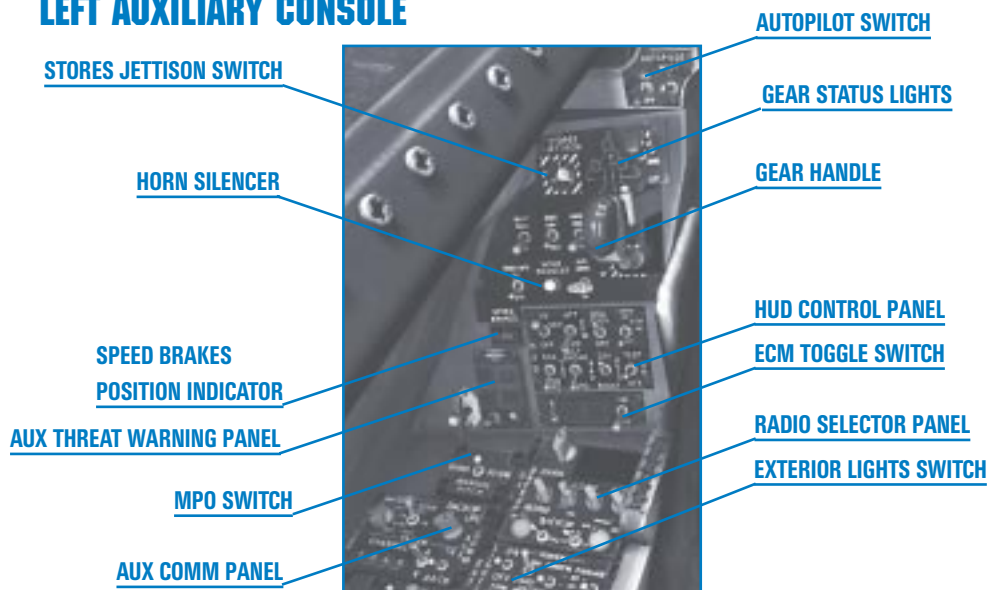 LEFT AUXILIARY CONSOLE
AUTOPILOT SWITCH
STORES JETTISON SWITCH
GEAR STATUS LIGHTS
HORN SILENCER
GEAR HANDLE
HUD CONTROL PANEL
SPEED BRAKES
POSITION INDICATOR
ECM TOGGLE SWITCH
AUX THREAT WARNING PANEL
RADIO SELECTOR PANEL
EXTERIOR LIGHTS SWITCH
MPO SWITCH
AUX COMM PANEL